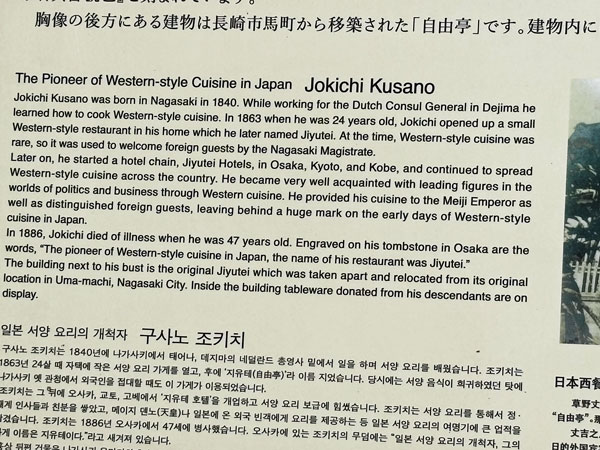 胸像の後方にある建物は長崎市馬町から移築された「自由亭」です。建物内に
The Pioneer of Western-style Cuisine in Japan Jokichi Kusano
Jokichi Kusano was born in Nagasaki in 1840. While working for the Dutch Consul General in Dejima he
learned how to cook Western-style cuisine. In 1863 when he was 24 years old, Jokichi opened up a small
Western-style restaurant in his home which he later named Jiyutei. At the time, Western-style cuisine was
rare, so it was used to welcome foreign guests by the Nagasaki Magistrate.
Later on, he started a hotel chain, Jiyutei Hotels, in Osaka, Kyoto, and Kobe, and continued to spread
Western-style cuisine across the country. He became very well acquainted with leading figures in the
worlds of politics and business through Western cuisine. He provided his cuisine to the Meiji Emperor as
well as distinguished foreign guests, leaving behind a huge mark on the early days of Western-style
cuisine in Japan.
In 1886, Jokichi died of illness when he was 47 years old. Engraved on his tombstone in Osaka are the
words, “The pioneer of Western-style cuisine in Japan, the name of his restaurant was Jiyutei.”
The building next to his bust is the original Jiyutei which was taken apart and relocated from its original
location in Uma-machi, Nagasaki City. Inside the building tableware donated from his descendants are on
display.
일본 서양 요리의 개척자 구사노 조키치
구사노 조키치는 1840년에 나가사키에서 태어나, 데지마의 네덜란드 총영사 밑에서 일을 하며 서양 요리를 배웠습니다. 조키치는
1863년 24살 때 자택에 작은 서양 요리 가게를 열고, 후에 '지유테(自由亭)'라 이름 지었습니다. 당시에는 서양 음식이 희귀하였던 탓에
나가사키 옛 관청에서 외국인을 접대할 때도 이 가게가 이용되었습니다.
조키치는 그 뒤에 오사카, 교토, 고베에서 '지유테 호텔'을 개업하고 서양 요리 보급에 힘썼습니다. 조키치는 서양 요리를 통해서 정·
재계 인사들과 친분을 쌓았고, 메이지 덴노(天皇)나 일본에 온 외국 빈객에게 요리를 제공하는 등 일본 서양 요리의 여명기에 큰 업적을
남겼습니다. 조키치는 1886년 오사카에서 47세에 병사했습니다. 오사카에 있는 조키치의 무덤에는 “일본 서양 요리의 개척자, 그의
가게 이름은 지유테이다.”라고 새겨져 있습니다.
日本西餐
草野丈
“自由亭”。那
丈吉之
日的外国宾